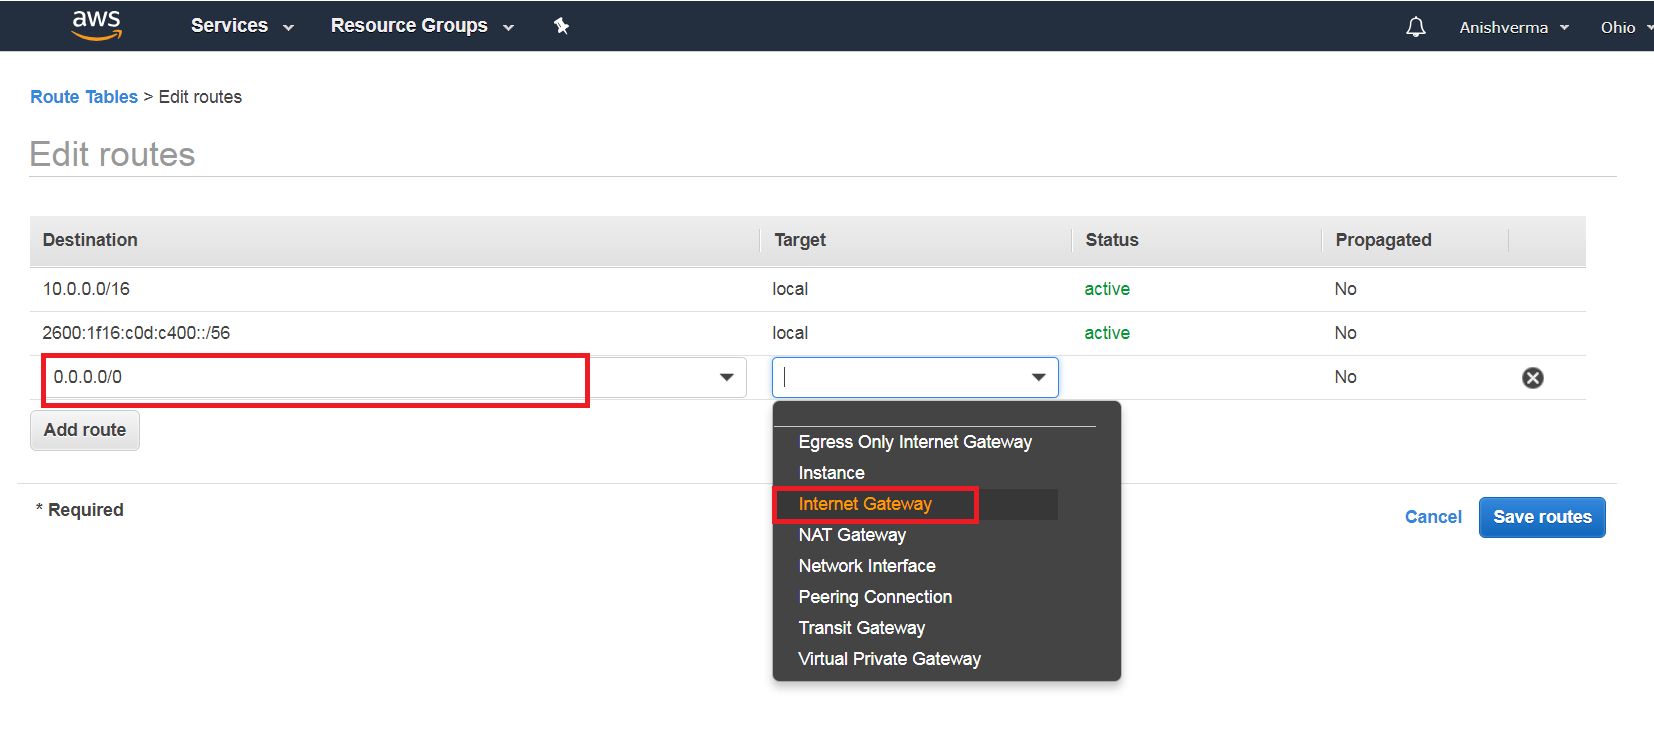 aws Services Resource Groups Anishverma Ohio
Route Tables > Edit routes
Edit routes
Destination Target Status Propagated
10.0.0.0/16 local active No
2600:1f16:c0d:c400::/56 local active No
0.0.0.0/0 No
Add route
Egress Only Internet Gateway
Instance
Internet Gateway
NAT Gateway
Network Interface
Peering Connection
Transit Gateway
Virtual Private Gateway
* Required
Cancel Save routes